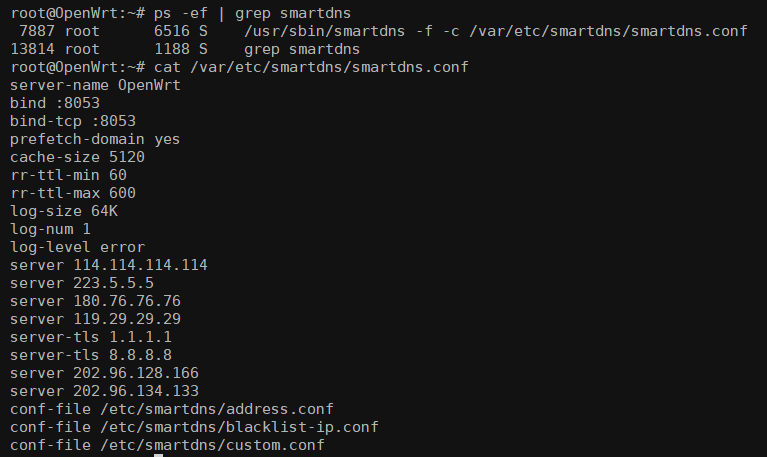 root@OpenWrt:~# ps -ef | grep smartdns
 7887 root      6516 S    /usr/sbin/smartdns -f -c /var/etc/smartdns/smartdns.conf
13814 root      1188 S    grep smartdns
root@OpenWrt:~# cat /var/etc/smartdns/smartdns.conf
server-name OpenWrt
bind :8053
bind-tcp :8053
prefetch-domain yes
cache-size 5120
rr-ttl-min 60
rr-ttl-max 600
log-size 64K
log-num 1
log-level error
server 114.114.114.114
server 223.5.5.5
server 180.76.76.76
server 119.29.29.29
server-tls 1.1.1.1
server-tls 8.8.8.8
server 202.96.128.166
server 202.96.134.133
conf-file /etc/smartdns/address.conf
conf-file /etc/smartdns/blacklist-ip.conf
conf-file /etc/smartdns/custom.conf